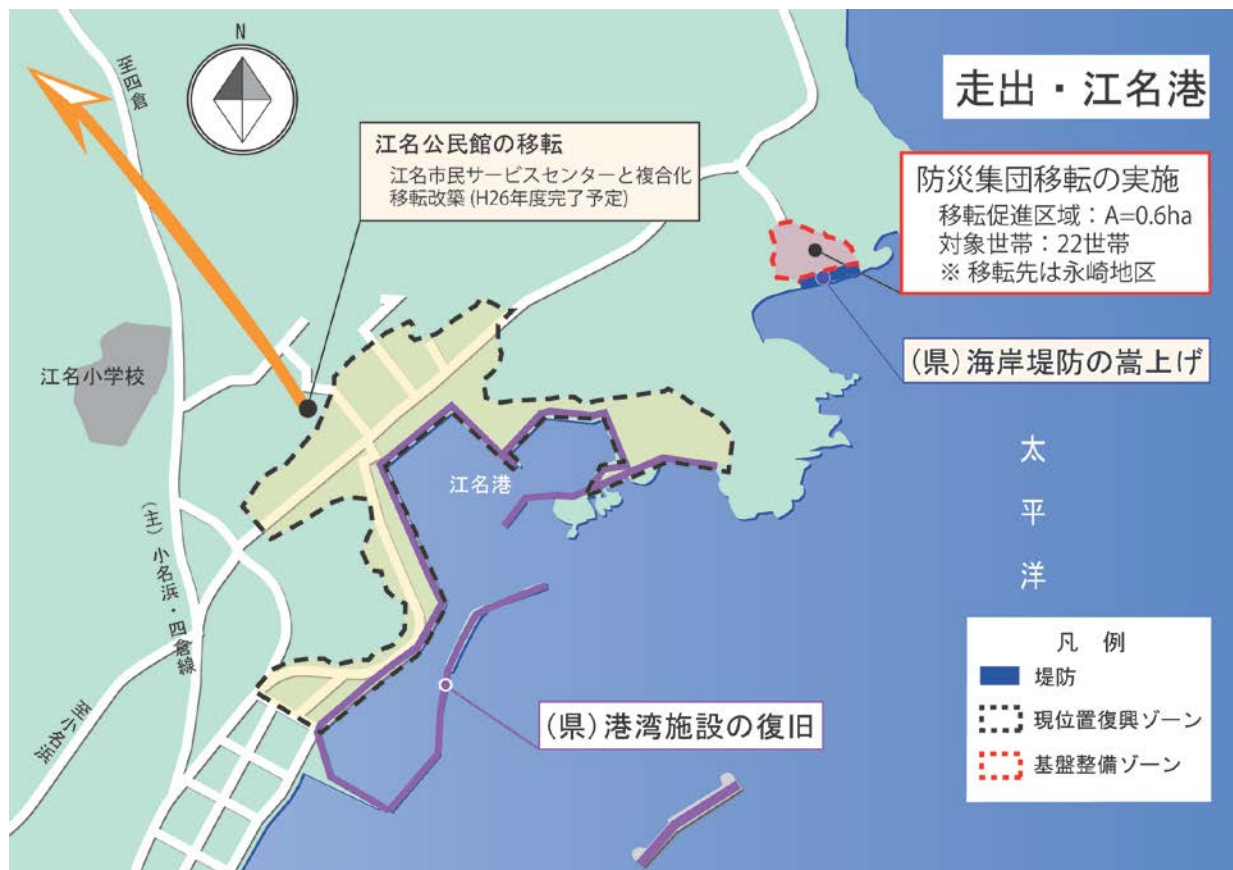 走出・江名港
N
至四倉
江名公民館の移転
江名市民サービスセンターと複合化
移転改築 (H26年度完了予定)
防災集団移転の実施
移転促進区域：A=0.6ha
対象世帯：22世帯
※ 移転先は永崎地区
(県) 海岸堤防の嵩上げ
江名小学校
江名港
太平洋
(主) 小名浜・四倉線
至小名浜
(県) 港湾施設の復旧
凡 例
堤防
現位置復興ゾーン
基盤整備ゾーン